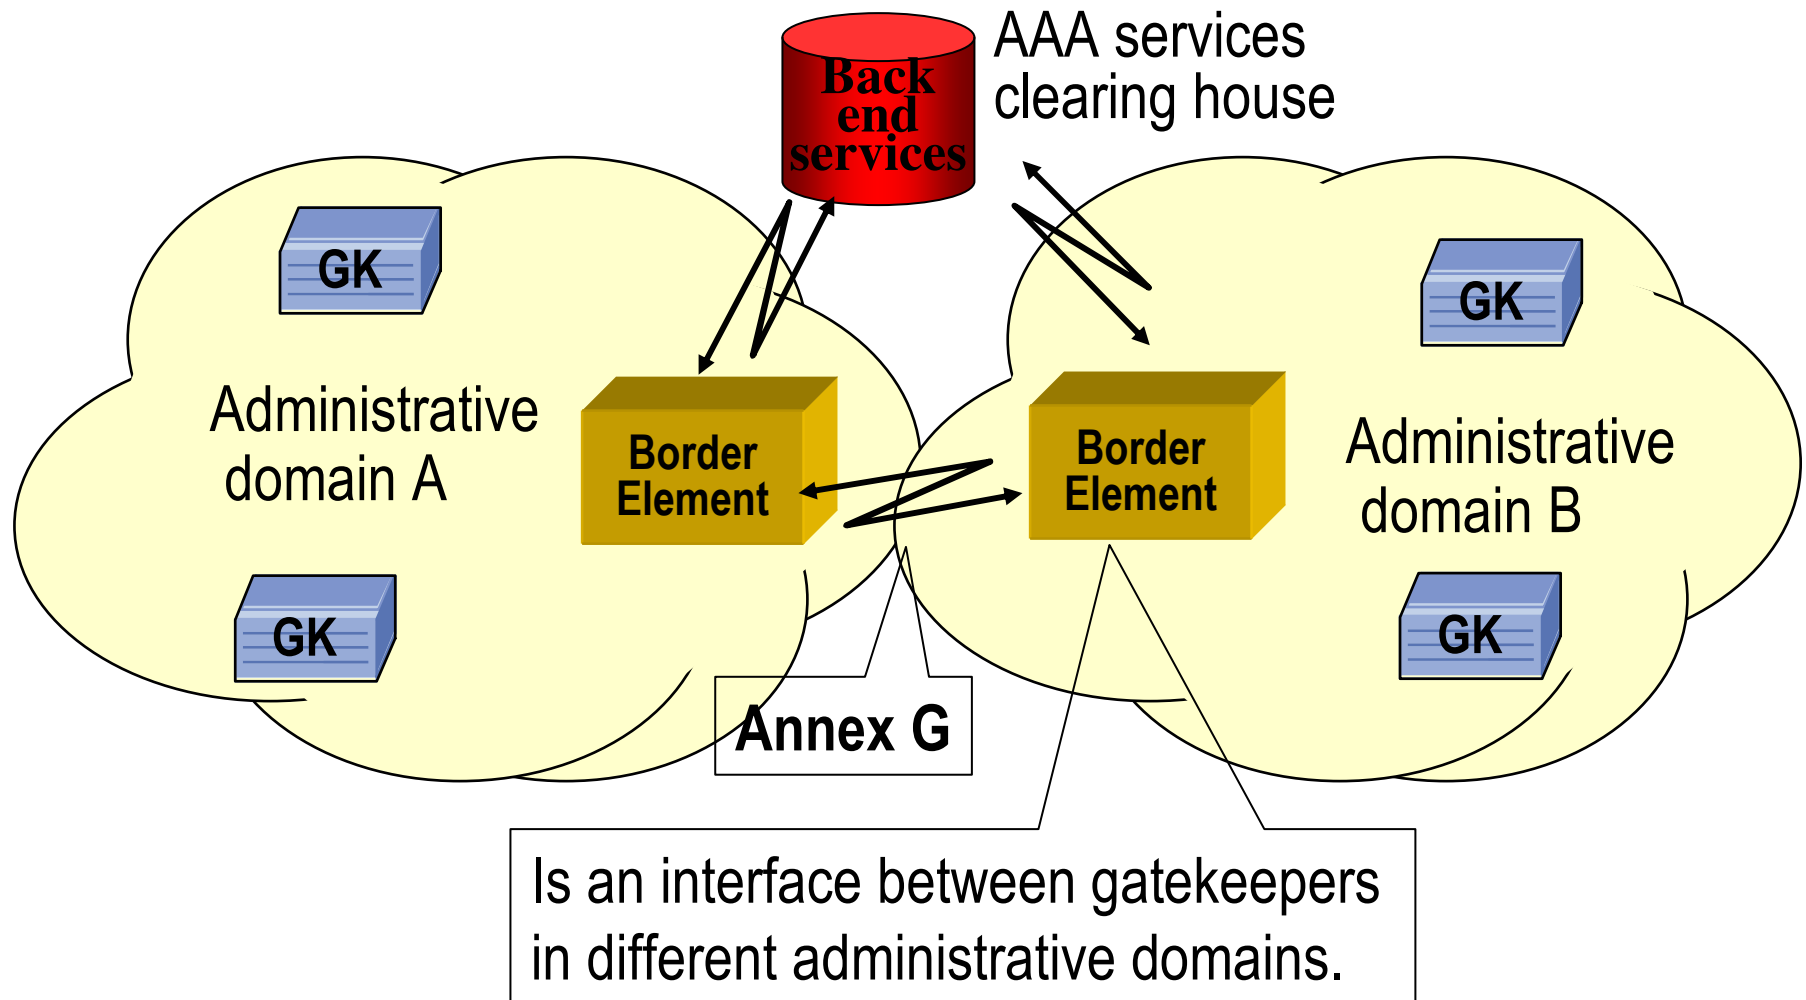 AAA services
clearing house
Back
end
services
GK
GK
Administrative
domain A
Border
Element
Border
Element
Administrative
domain B
GK
GK
Annex G
Is an interface between gatekeepers
in different administrative domains.